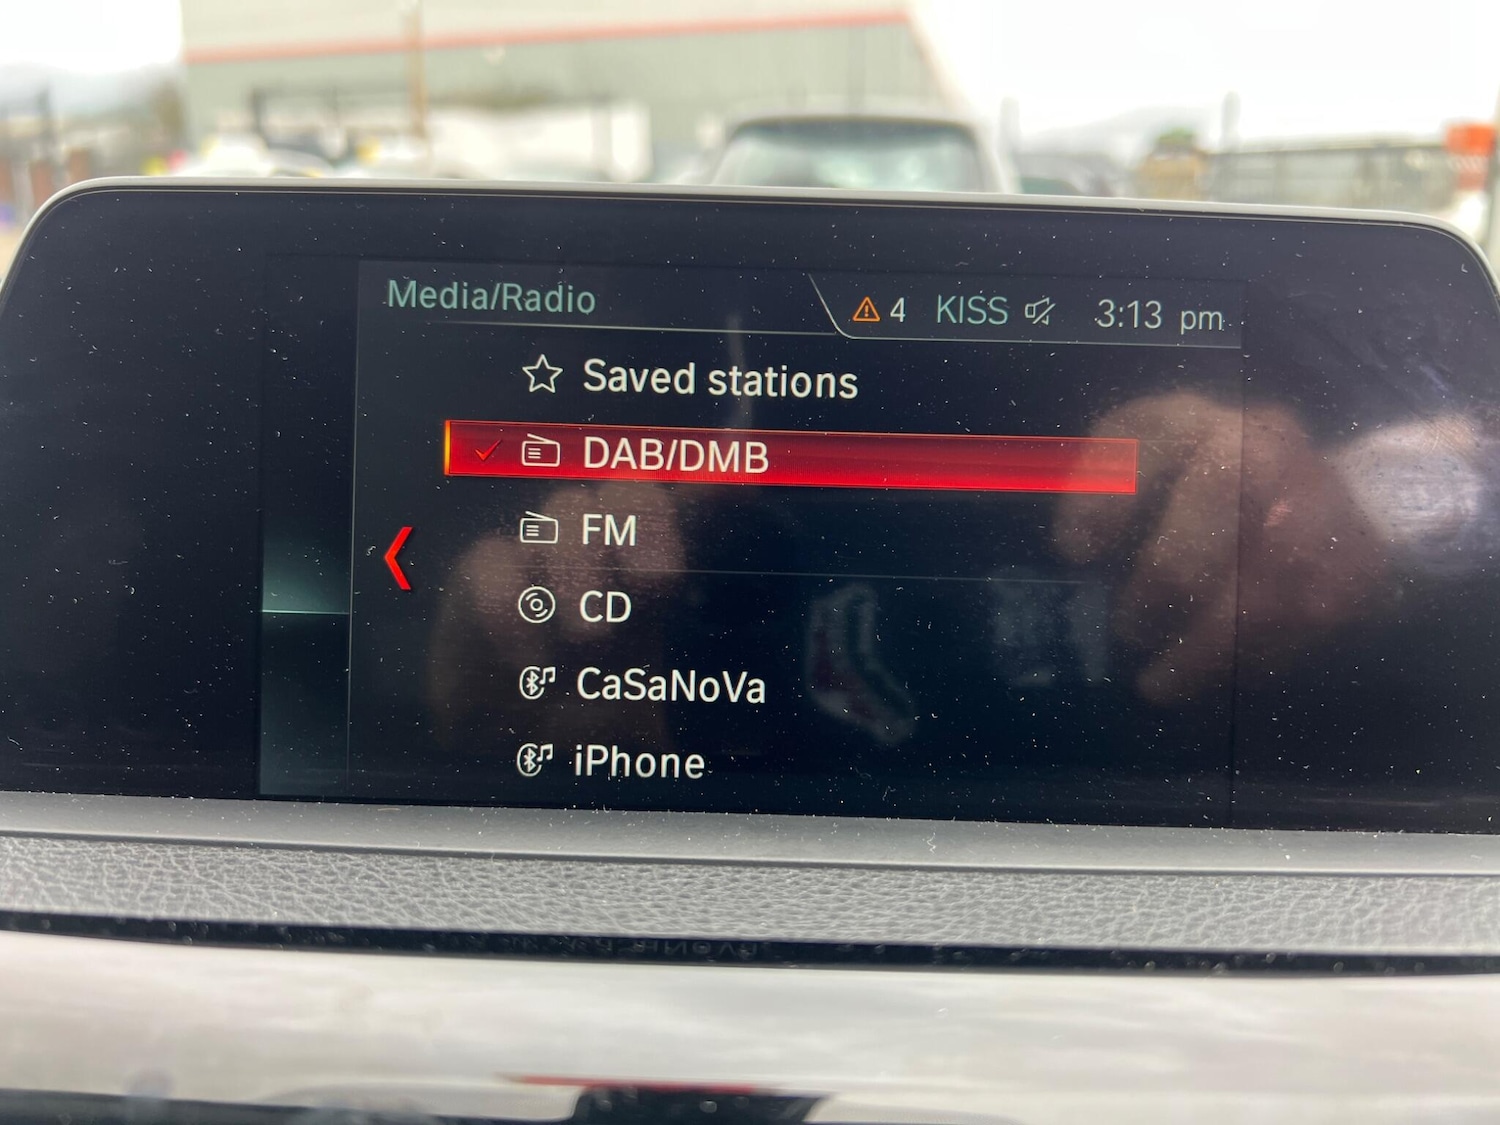 Media/Radio
4 KISS 3:13 pm
Saved stations
DAB/DMB
FM
CD
CaSaNoVa
iPhone